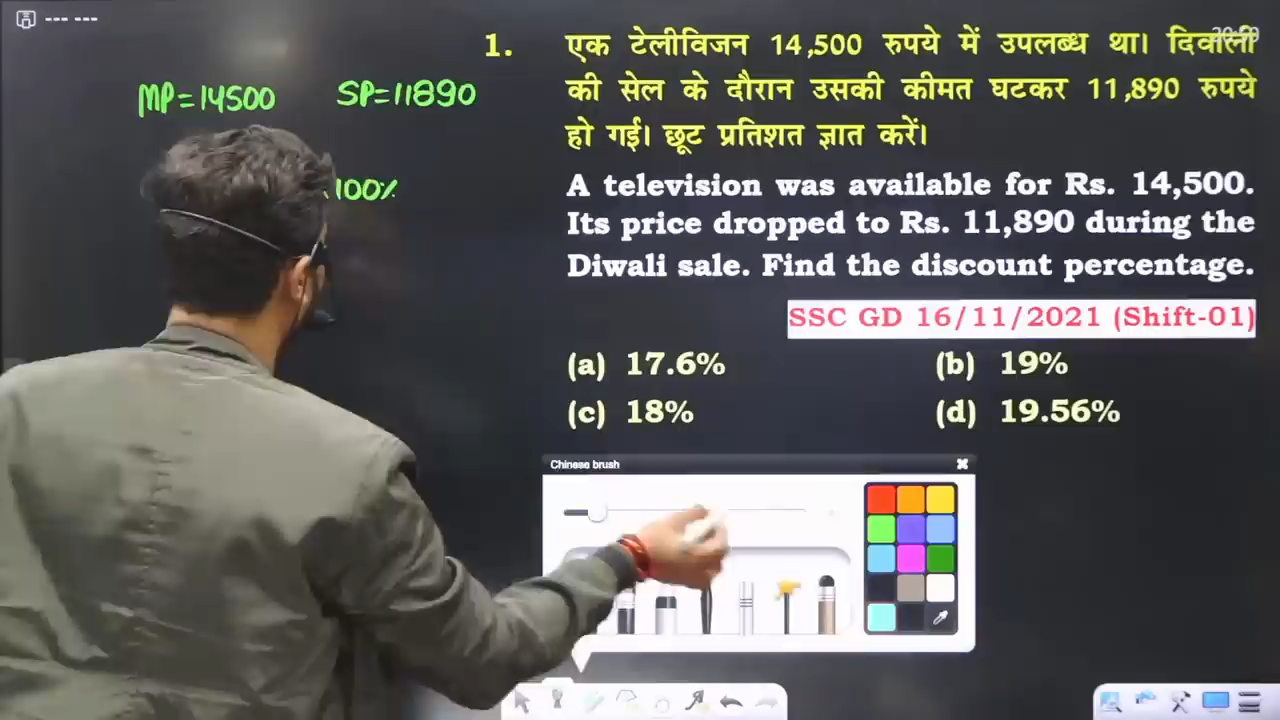 1. एक टेलीविजन 14,500 रुपये में उपलब्ध था। दिवाली
की सेल के दौरान उसकी कीमत घटकर 11,890 रुपये
हो गई। छूट प्रतिशत ज्ञात करें।
MP=14500 SP=11890
100%
A television was available for Rs. 14,500.
Its price dropped to Rs. 11,890 during the
Diwali sale. Find the discount percentage.
SSC GD 16/11/2021 (Shift-01)
(a) 17.6% (b) 19%
(c) 18% (d) 19.56%
Chinese brush